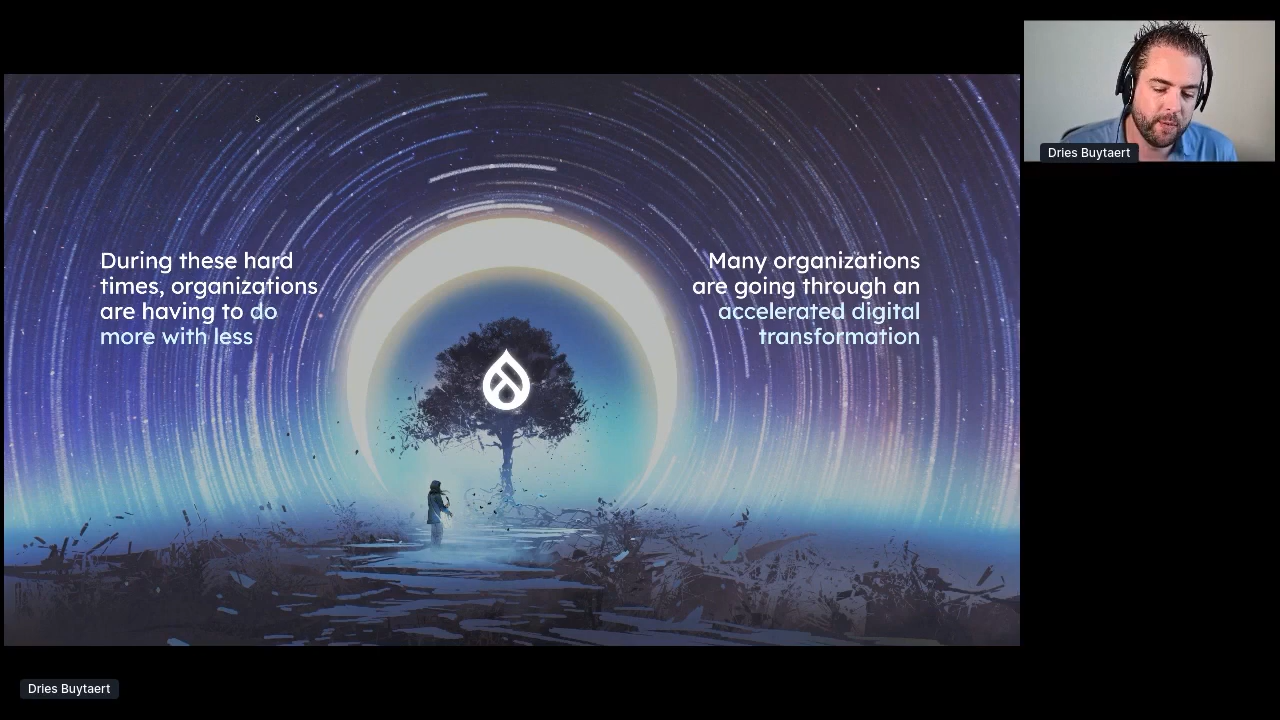 Dries Buytaert
During these hard
times, organizations
are having to do
more with less
Many organizations
are going through an
accelerated digital
transformation
Dries Buytaert